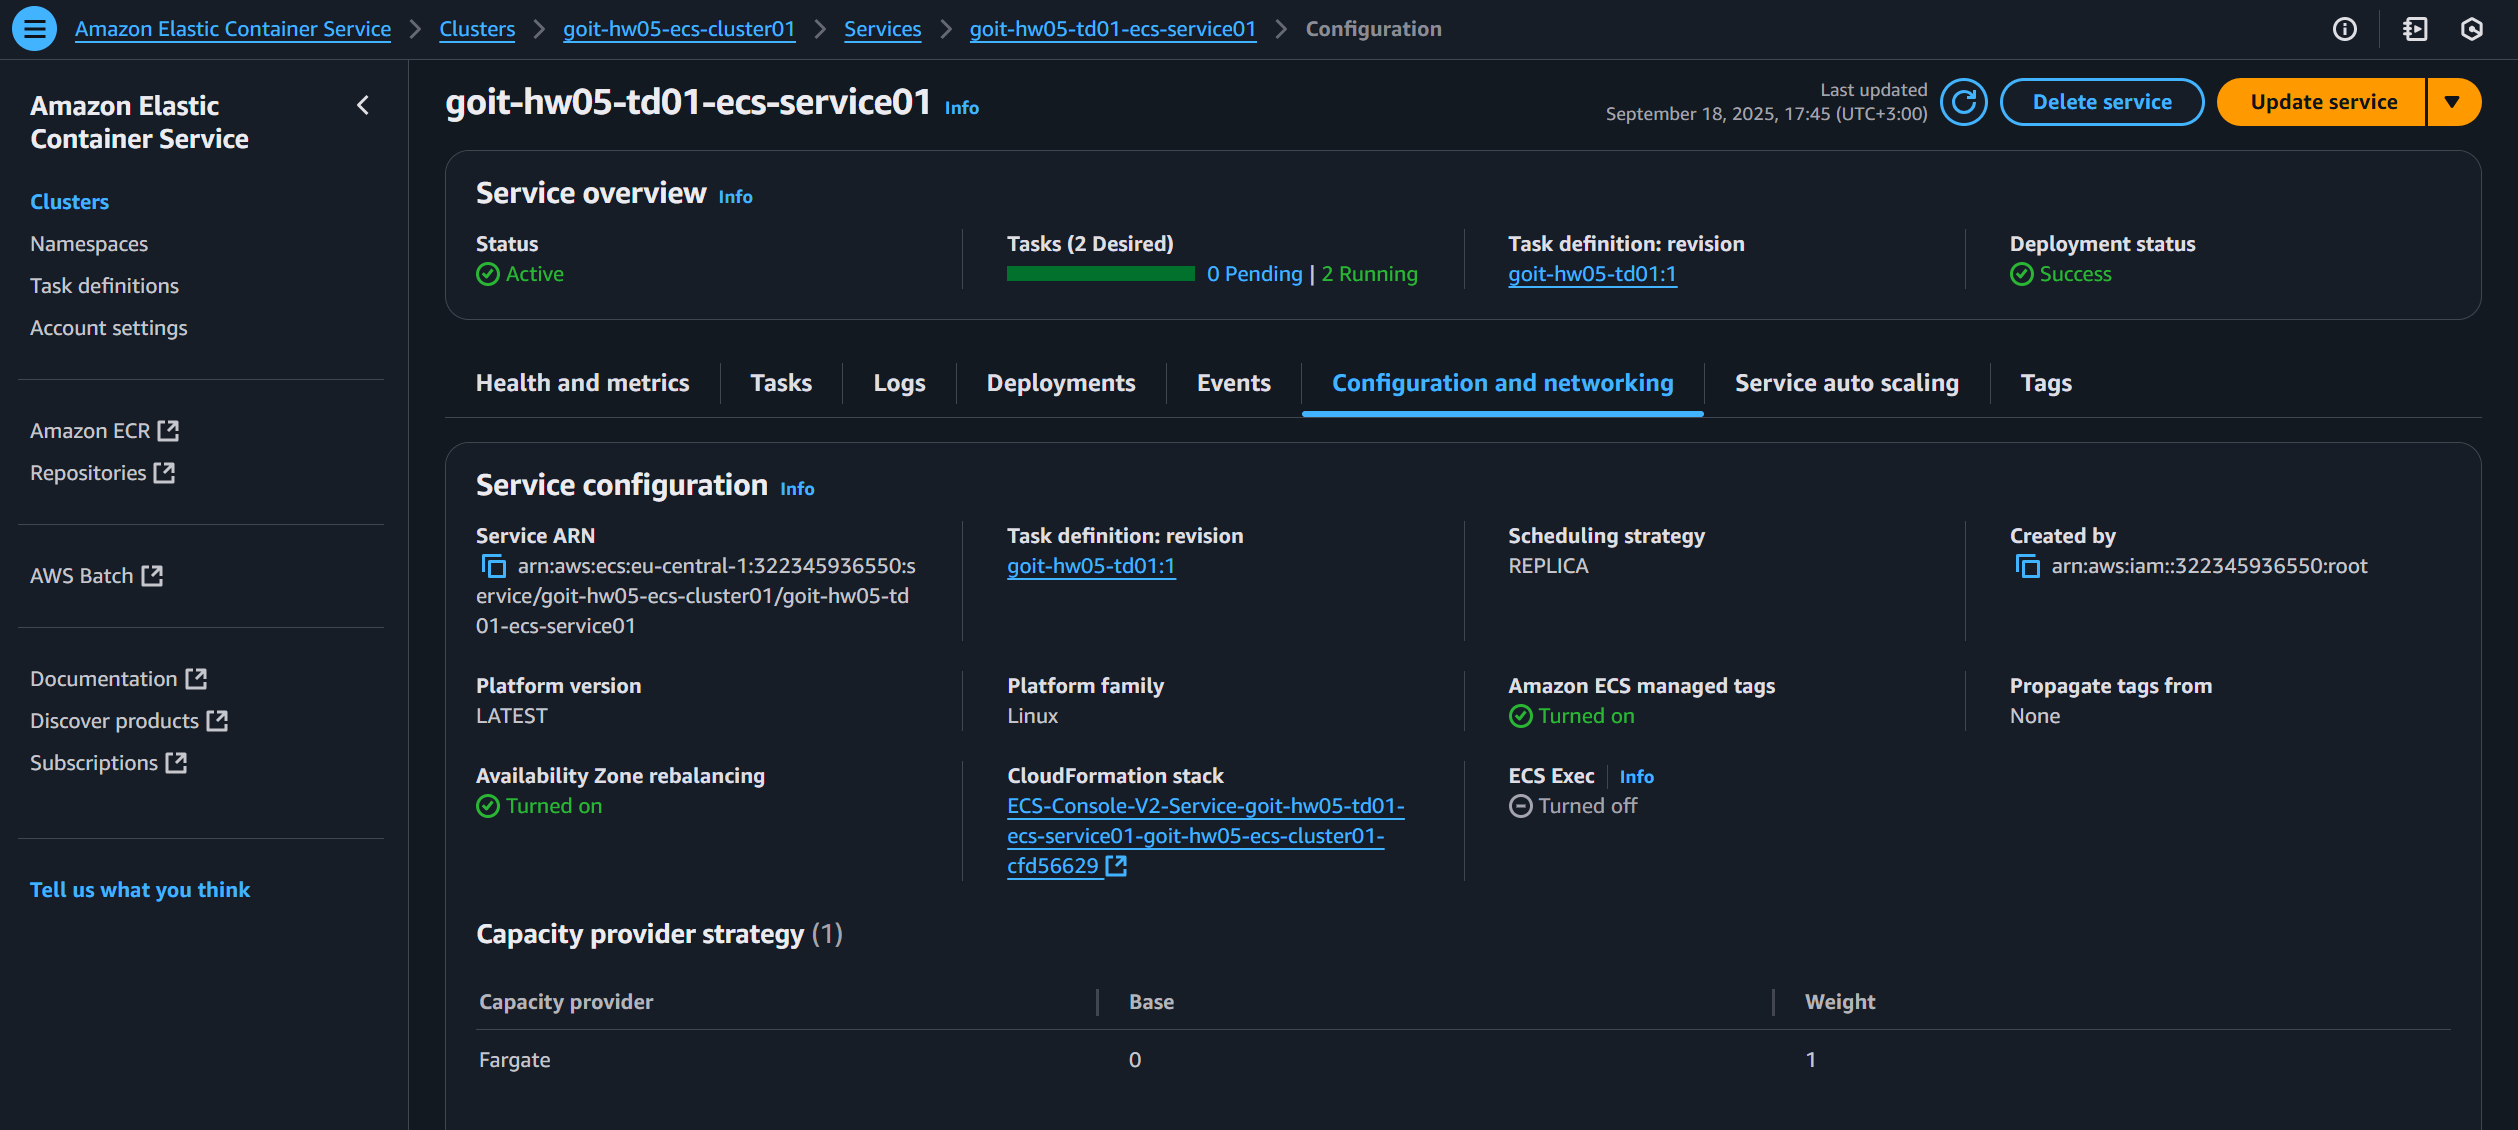 Amazon Elastic Container Service
Clusters
goit-hw05-ecs-cluster01
Services
goit-hw05-td01-ecs-service01
Configuration
Amazon Elastic
Container Service
Clusters
Namespaces
Task definitions
Account settings
Amazon ECR
Repositories
AWS Batch
Documentation
Discover products
Subscriptions
Tell us what you think
goit-hw05-td01-ecs-service01 Info
Last updated
September 18, 2025, 17:45 (UTC+3:00)
Delete service
Update service
Service overview Info
Status
Active
Tasks (2 Desired)
0 Pending | 2 Running
Task definition: revision
goit-hw05-td01:1
Deployment status
Success
Health and metrics
Tasks
Logs
Deployments
Events
Configuration and networking
Service auto scaling
Tags
Service configuration Info
Service ARN
arn:aws:ecs:eu-central-1:322345936550:s
ervice/goit-hw05-ecs-cluster01/goit-hw05-td
01-ecs-service01
Task definition: revision
goit-hw05-td01:1
Scheduling strategy
REPLICA
Created by
arn:aws:iam::322345936550:root
Platform version
LATEST
Platform family
Linux
Amazon ECS managed tags
Turned on
Propagate tags from
None
Availability Zone rebalancing
Turned on
CloudFormation stack
ECS-Console-V2-Service-goit-hw05-td01-
ecs-service01-goit-hw05-ecs-cluster01-
cfd56629
ECS Exec Info
Turned off
Capacity provider strategy (1)
Capacity provider
Base
Weight
Fargate
0
1